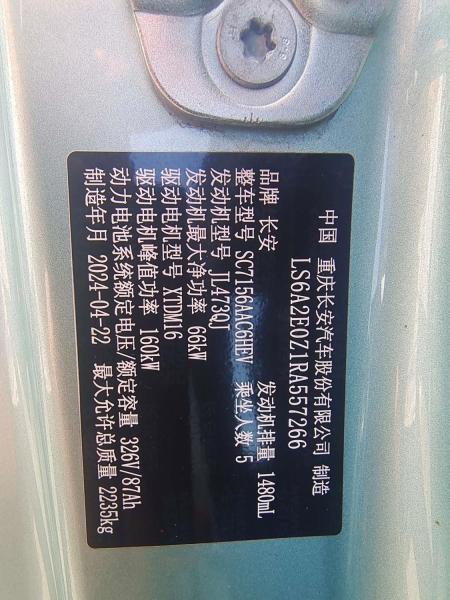 中国 重庆长安汽车股份有限公司 制造
LS6A2E0Z1RA557266
品牌 长安 发动机排量 1480mL
整车型号 SC7156AAC6HEV 乘坐人数 5
发动机型号 JL473QJ
发动机最大净功率 66kW
驱动电机型号 XTDM16
驱动电机峰值功率 160kW
动力电池系统额定电压/额定容量 326V/87Ah
制造年月 2024-04-22 最大允许总质量 2235kg